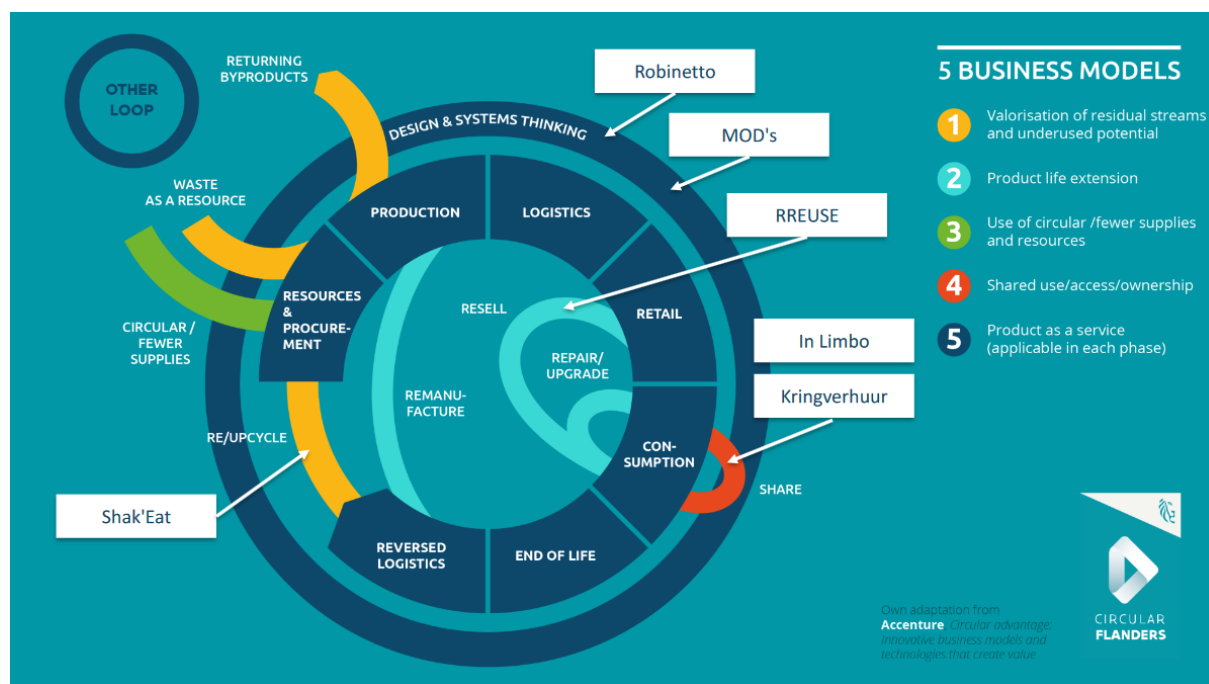 OTHER
LOOP
RETURNING
BYPRODUCTS
DESIGN & SYSTEMS THINKING
WASTE
AS A RESOURCE
CIRCULAR /
FEWER
SUPPLIES
PRODUCTION
LOGISTICS
RESOURCES
&
PROCURE-
MENT
RETAIL
RESELL
REPAIR/
UPGRADE
REMANU-
FACTURE
RE/UPCYCLE
CON-
SUMPTION
SHARE
REVERSED
LOGISTICS
END OF LIFE
Robinetto
MOD's
RREUSE
In Limbo
Kringverhuur
Shak'Eat
5 BUSINESS MODELS
1 Valorisation of residual streams
and underused potential
2 Product life extension
3 Use of circular /fewer supplies
and resources
4 Shared use/access/ownership
5 Product as a service
(applicable in each phase)
Own adaptation from
Accenture, Circular advantage:
Innovative business models and
technologies that create value
CIRCULAR
FLANDERS